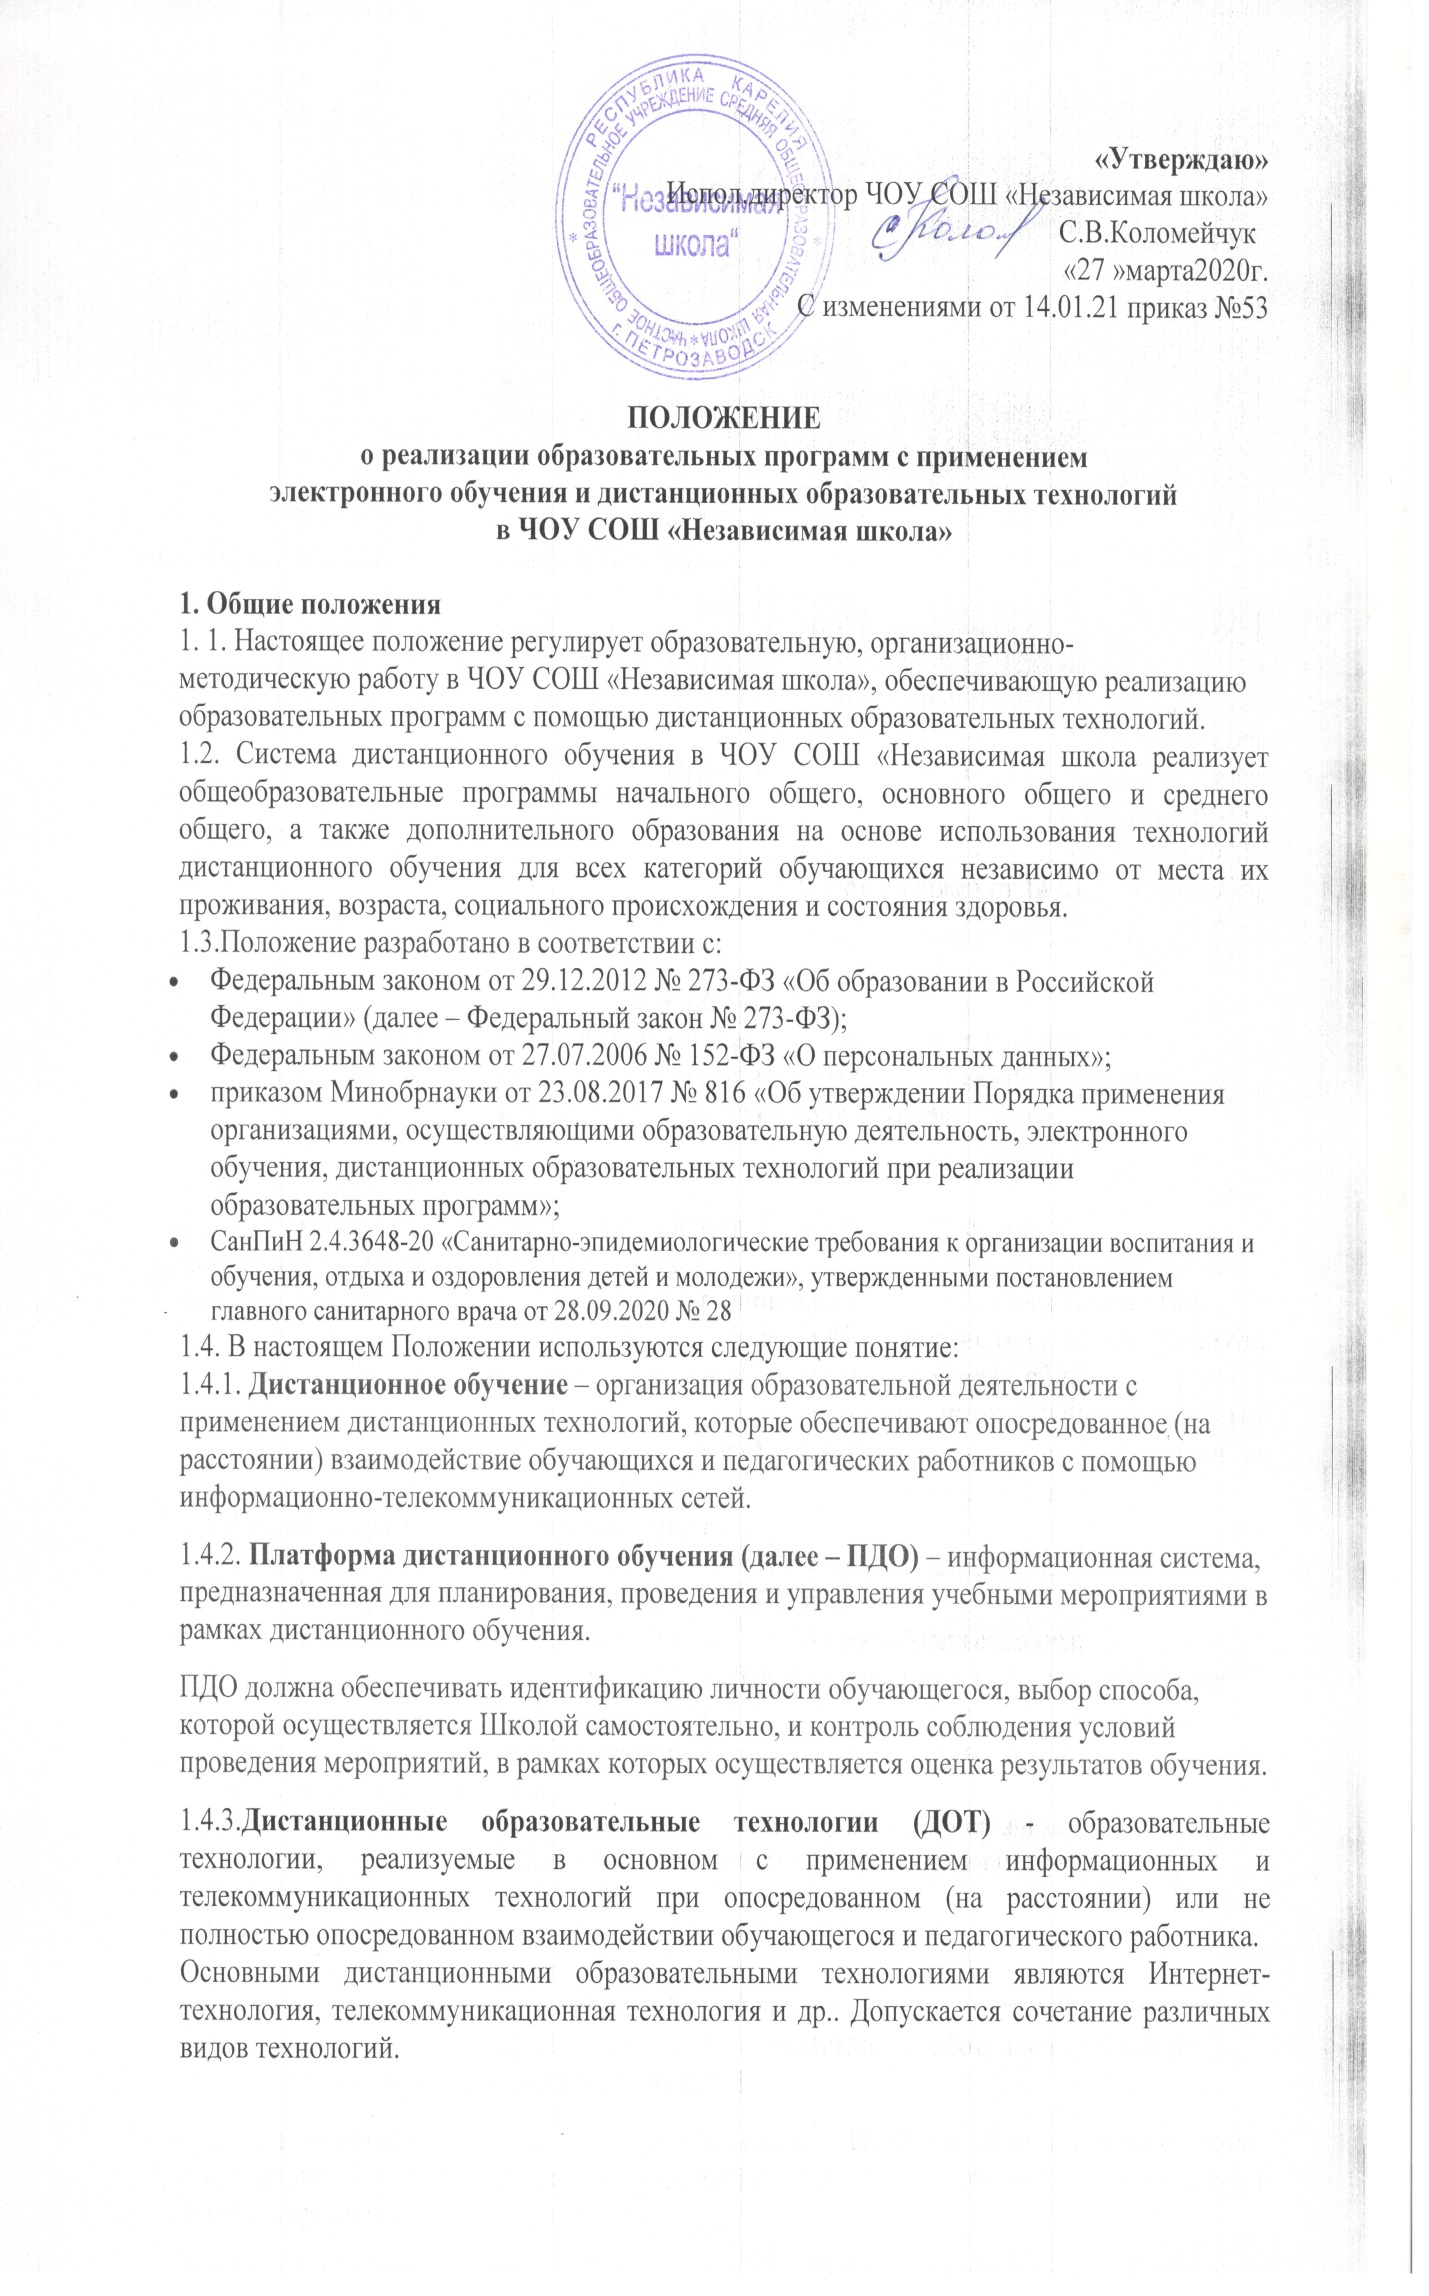 РЕСПУБЛИКА КАРЕЛИЯ
ЧАСТНОЕ ОБЩЕОБРАЗОВАТЕЛЬНОЕ УЧРЕЖДЕНИЕ СРЕДНЯЯ ОБЩЕОБРАЗОВАТЕЛЬНАЯ ШКОЛА
"Независимая
школа"
г. ПЕТРОЗАВОДСК
«Утверждаю»
Испол.директор ЧОУ СОШ «Независимая школа»
С.В.Коломейчук
«27 »марта2020г.
С изменениями от 14.01.21 приказ №53
ПОЛОЖЕНИЕ
о реализации образовательных программ с применением
электронного обучения и дистанционных образовательных технологий
в ЧОУ СОШ «Независимая школа»
1. Общие положения
1. 1. Настоящее положение регулирует образовательную, организационно-
методическую работу в ЧОУ СОШ «Независимая школа», обеспечивающую реализацию
образовательных программ с помощью дистанционных образовательных технологий.
1.2. Система дистанционного обучения в ЧОУ СОШ «Независимая школа реализует
общеобразовательные программы начального общего, основного общего и среднего
общего, а также дополнительного образования на основе использования технологий
дистанционного обучения для всех категорий обучающихся независимо от места их
проживания, возраста, социального происхождения и состояния здоровья.
1.3.Положение разработано в соответствии с:
• Федеральным законом от 29.12.2012 № 273-ФЗ «Об образовании в Российской
Федерации» (далее – Федеральный закон № 273-ФЗ);
• Федеральным законом от 27.07.2006 № 152-ФЗ «О персональных данных»;
• приказом Минобрнауки от 23.08.2017 № 816 «Об утверждении Порядка применения
организациями, осуществляющими образовательную деятельность, электронного
обучения, дистанционных образовательных технологий при реализации
образовательных программ»;
• СанПиН 2.4.3648-20 «Санитарно-эпидемиологические требования к организации воспитания и
обучения, отдыха и оздоровления детей и молодежи», утвержденными постановлением
главного санитарного врача от 28.09.2020 № 28
1.4. В настоящем Положении используются следующие понятие:
1.4.1. Дистанционное обучение – организация образовательной деятельности с
применением дистанционных технологий, которые обеспечивают опосредованное (на
расстоянии) взаимодействие обучающихся и педагогических работников с помощью
информационно-телекоммуникационных сетей.
1.4.2. Платформа дистанционного обучения (далее – ПДО) – информационная система,
предназначенная для планирования, проведения и управления учебными мероприятиями в
рамках дистанционного обучения.
ПДО должна обеспечивать идентификацию личности обучающегося, выбор способа,
которой осуществляется Школой самостоятельно, и контроль соблюдения условий
проведения мероприятий, в рамках которых осуществляется оценка результатов обучения.
1.4.3.Дистанционные образовательные технологии (ДОТ) - образовательные
технологии, реализуемые в основном с применением информационных и
телекоммуникационных технологий при опосредованном (на расстоянии) или не
полностью опосредованном взаимодействии обучающегося и педагогического работника.
Основными дистанционными образовательными технологиями являются Интернет-
технология, телекоммуникационная технология и др.. Допускается сочетание различных
видов технологий.